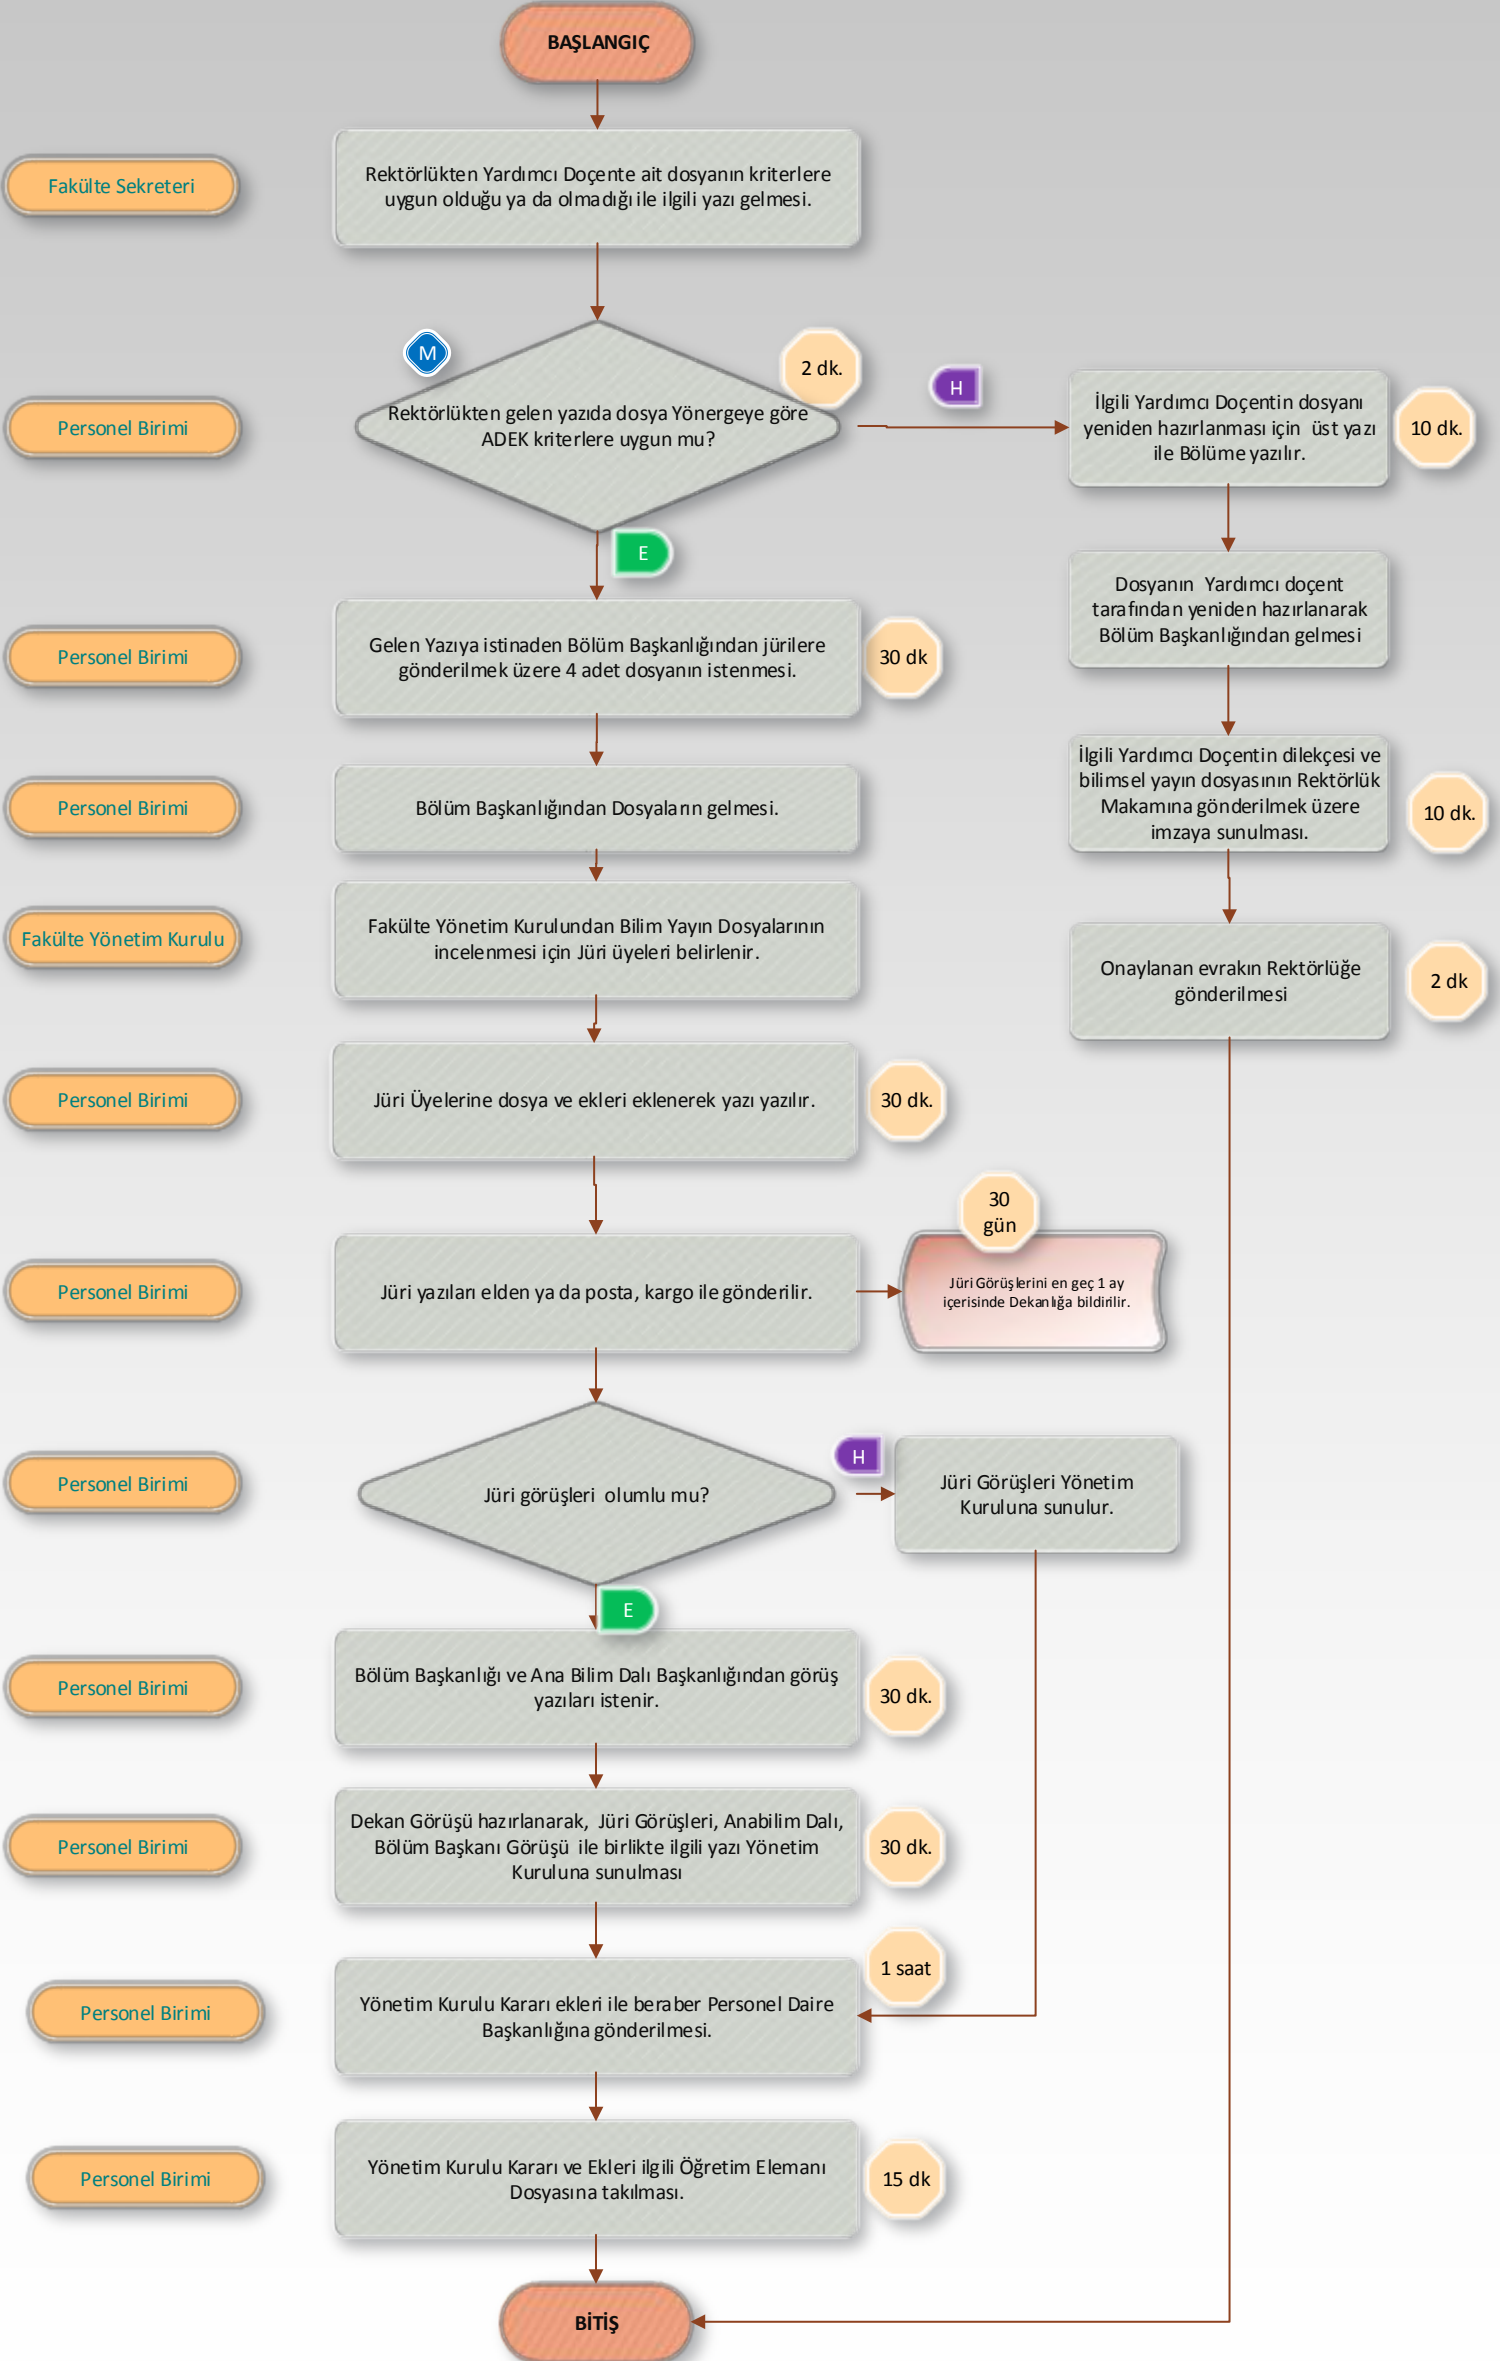 BAŞLANGIÇ
Fakülte Sekreteri
Rektörlükten Yardımcı Doçente ait dosyanın kriterlere
uygun olduğu ya da olmadığı ile ilgili yazı gelmesi.
M
2 dk.
H
Personel Birimi
Rektörlükten gelen yazıda dosya Yönergeye göre
ADEK kriterlere uygun mu?
İlgili Yardımcı Doçentin dosyanı
yeniden hazırlanması için üst yazı
ile Bölüme yazılır.
10 dk.
E
Dosyanın Yardımcı doçent
tarafından yeniden hazırlanarak
Bölüm Başkanlığından gelmesi
Personel Birimi
Gelen Yazıya istinaden Bölüm Başkanlığından jürilere
gönderilmek üzere 4 adet dosyanın istenmesi.
30 dk
Personel Birimi
Bölüm Başkanlığından Dosyaların gelmesi.
İlgili Yardımcı Doçentin dilekçesi ve
bilimsel yayın dosyasının Rektörlük
Makamına gönderilmek üzere
imzaya sunulması.
10 dk.
Fakülte Yönetim Kurulu
Fakülte Yönetim Kurulundan Bilim Yayın Dosyalarının
incelenmesi için Jüri üyeleri belirlenir.
Onaylanan evrakın Rektörlüğe
gönderilmesi
2 dk
Personel Birimi
Jüri Üyelerine dosya ve ekleri eklenerek yazı yazılır.
30 dk.
30
gün
Personel Birimi
Jüri yazıları elden ya da posta, kargo ile gönderilir.
Jüri Görüşlerini en geç 1 ay
içerisinde Dekanlığa bildirilir.
Personel Birimi
Jüri görüşleri olumlu mu?
H
Jüri Görüşleri Yönetim
Kuruluna sunulur.
E
Personel Birimi
Bölüm Başkanlığı ve Ana Bilim Dalı Başkanlığından görüş
yazıları istenir.
30 dk.
Personel Birimi
Dekan Görüşü hazırlanarak, Jüri Görüşleri, Anabilim Dalı,
Bölüm Başkanı Görüşü ile birlikte ilgili yazı Yönetim
Kuruluna sunulması
30 dk.
1 saat
Personel Birimi
Yönetim Kurulu Kararı ekleri ile beraber Personel Daire
Başkanlığına gönderilmesi.
Personel Birimi
Yönetim Kurulu Kararı ve Ekleri ilgili Öğretim Elemanı
Dosyasına takılması.
15 dk
BİTİŞ